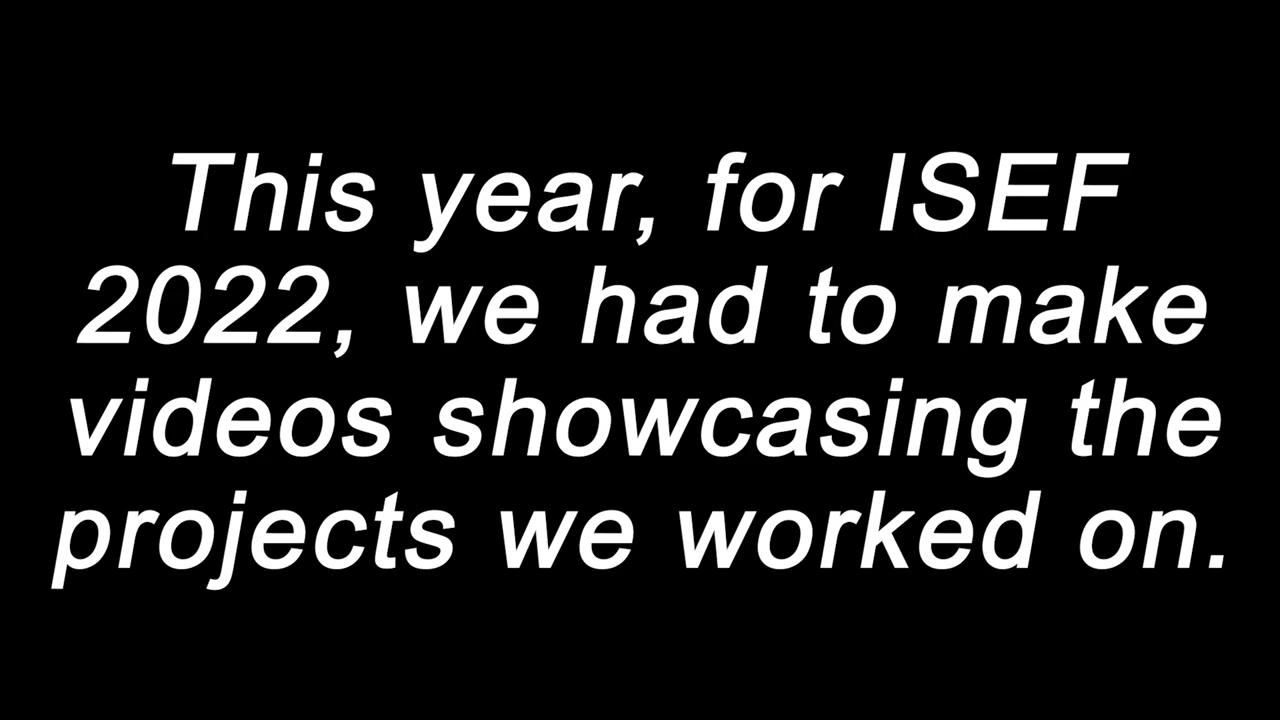 This year, for ISEF
2022, we had to make
videos showcasing the
projects we worked on.